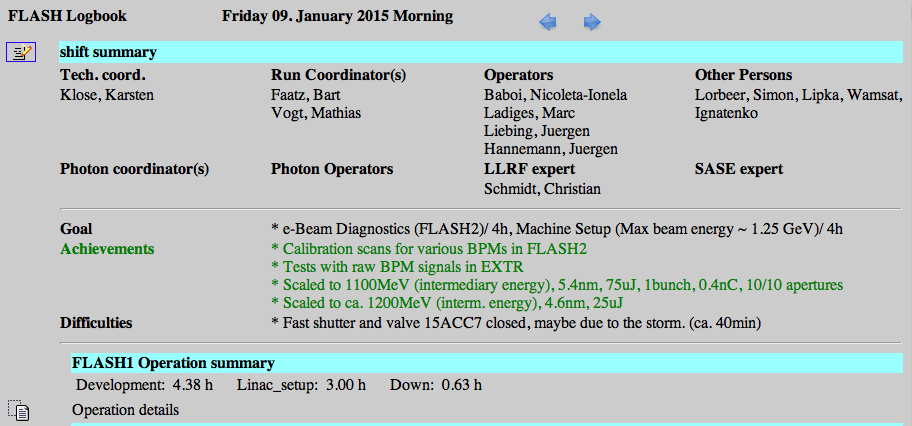 FLASH Logbook Friday 09. January 2015 Morning
shift summary
Tech. coord. Run Coordinator(s) Operators Other Persons
Klose, Karsten Faatz, Bart Baboi, Nicoleta-Ionela Lorbeer, Simon, Lipka, Wamsat,
Vogt, Mathias Ladiges, Marc Ignatenko
Liebing, Juergen
Hannemann, Juergen
Photon coordinator(s) Photon Operators LLRF expert SASE expert
Schmidt, Christian
Goal * e-Beam Diagnostics (FLASH2)/ 4h, Machine Setup (Max beam energy ~ 1.25 GeV)/ 4h
Achievements * Calibration scans for various BPMs in FLASH2
* Tests with raw BPM signals in EXTR
* Scaled to 1100MeV (intermediary energy), 5.4nm, 75uJ, 1bunch, 0.4nC, 10/10 apertures
* Scaled to ca. 1200MeV (interm. energy), 4.6nm, 25uJ
Difficulties * Fast shutter and valve 15ACC7 closed, maybe due to the storm. (ca. 40min)
FLASH1 Operation summary
Development: 4.38 h Linac_setup: 3.00 h Down: 0.63 h
Operation details